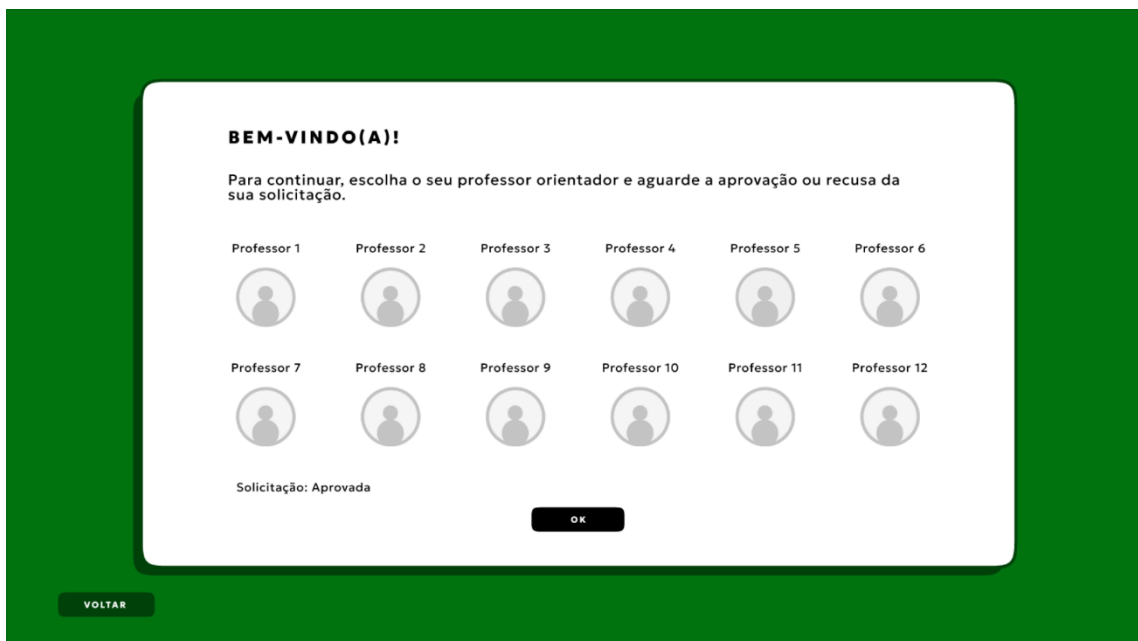 BEM-VINDO(A)!
Para continuar, escolha o seu professor orientador e aguarde a aprovação ou recusa da
sua solicitação.
Professor 1 Professor 2 Professor 3 Professor 4 Professor 5 Professor 6
Professor 7 Professor 8 Professor 9 Professor 10 Professor 11 Professor 12
Solicitação: Aprovada
OK
VOLTAR